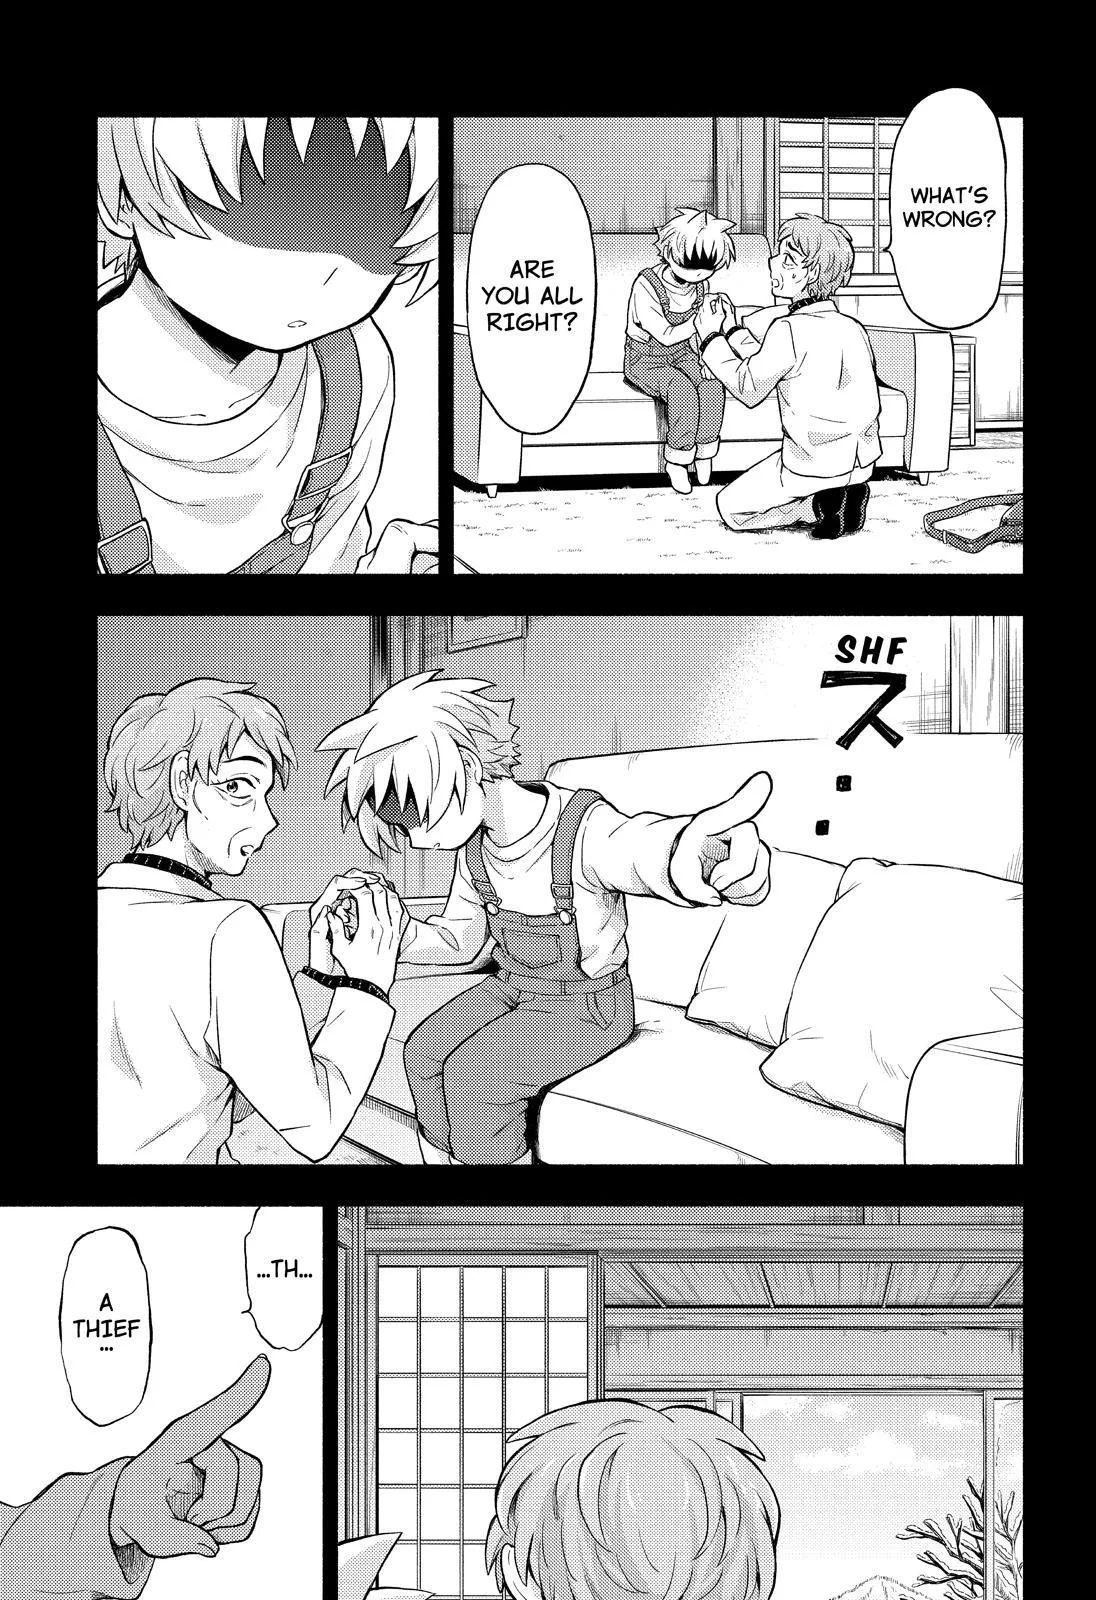 WHAT'S
WRONG?
ARE
YOU ALL
RIGHT?
SHF
ス...
...TH...
A
THIEF
...